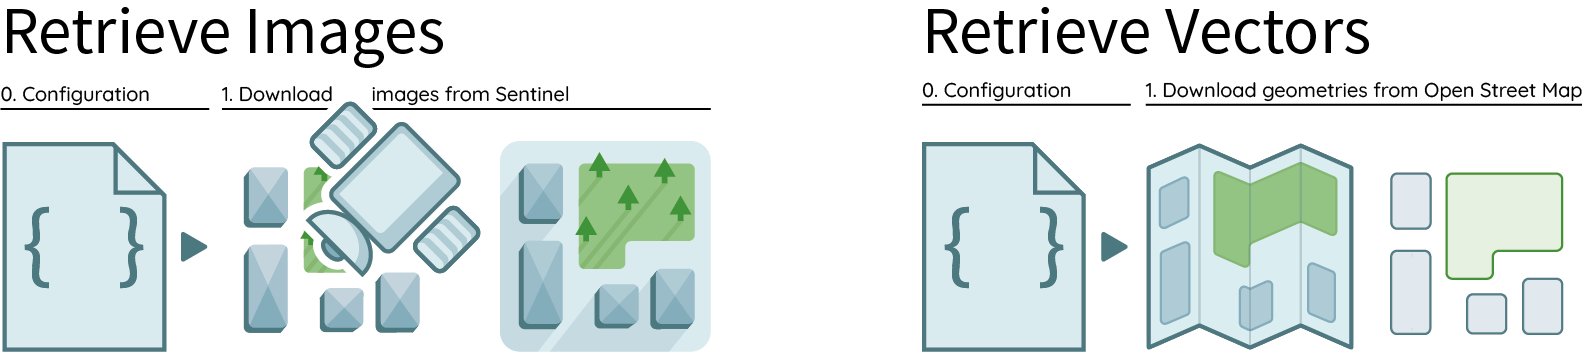 Retrieve Images
0. Configuration
1. Download images from Sentinel
{ }
Retrieve Vectors
0. Configuration
1. Download geometries from Open Street Map
{ }